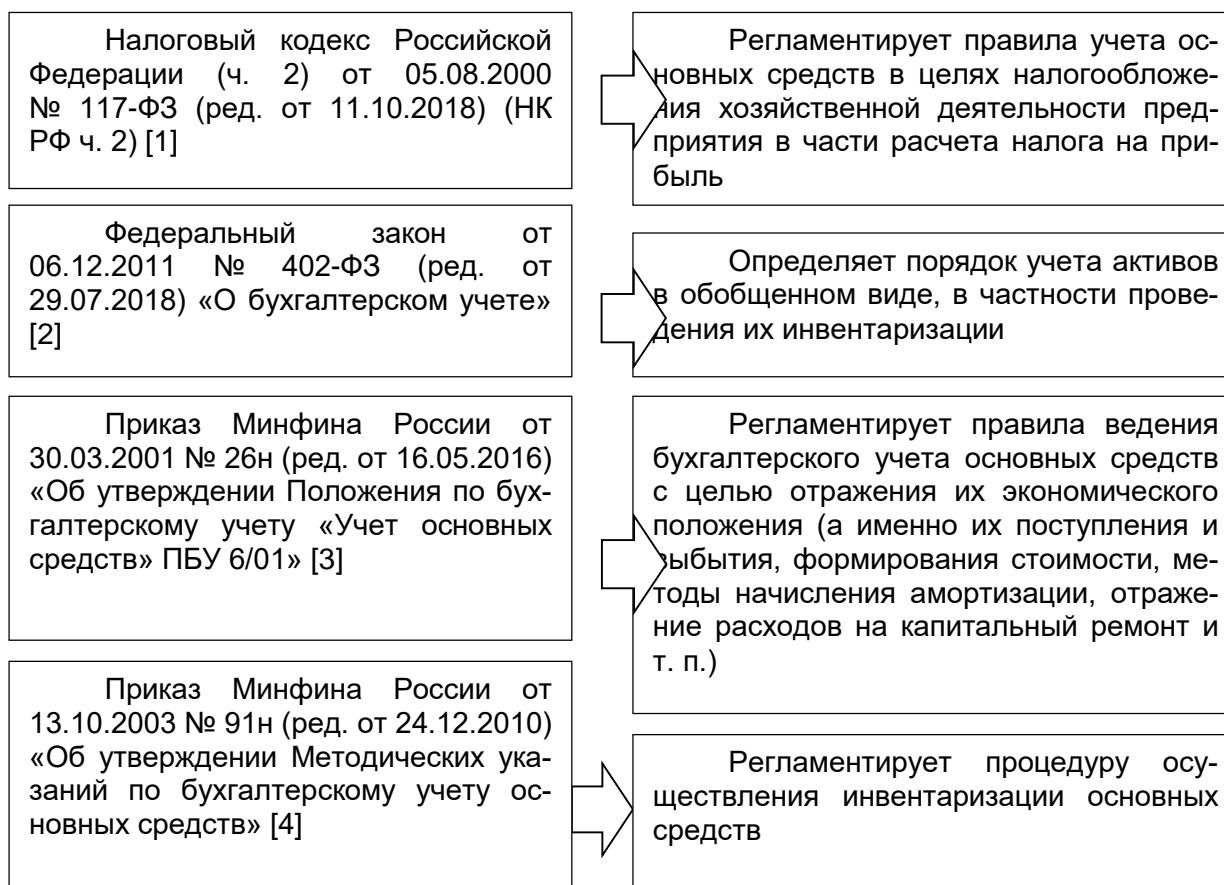 Налоговый кодекс Российской
Федерации (ч. 2) от 05.08.2000
№ 117-ФЗ (ред. от 11.10.2018) (НК
РФ ч. 2) [1]
Регламентирует правила учета ос-
новных средств в целях налогообложе-
ния хозяйственной деятельности пред-
приятия в части расчета налога на при-
быль
Федеральный закон от
06.12.2011 № 402-ФЗ (ред. от
29.07.2018) «О бухгалтерском учете»
[2]
Определяет порядок учета активов
в обобщенном виде, в частности прове-
дения их инвентаризации
Приказ Минфина России от
30.03.2001 № 26н (ред. от 16.05.2016)
«Об утверждении Положения по бух-
галтерскому учету «Учет основных
средств» ПБУ 6/01» [3]
Регламентирует правила ведения
бухгалтерского учета основных средств
с целью отражения их экономического
положения (а именно их поступления и
выбытия, формирования стоимости, ме-
тоды начисления амортизации, отраже-
ние расходов на капитальный ремонт и
т. п.)
Приказ Минфина России от
13.10.2003 № 91н (ред. от 24.12.2010)
«Об утверждении Методических ука-
заний по бухгалтерскому учету ос-
новных средств» [4]
Регламентирует процедуру осу-
ществления инвентаризации основных
средств